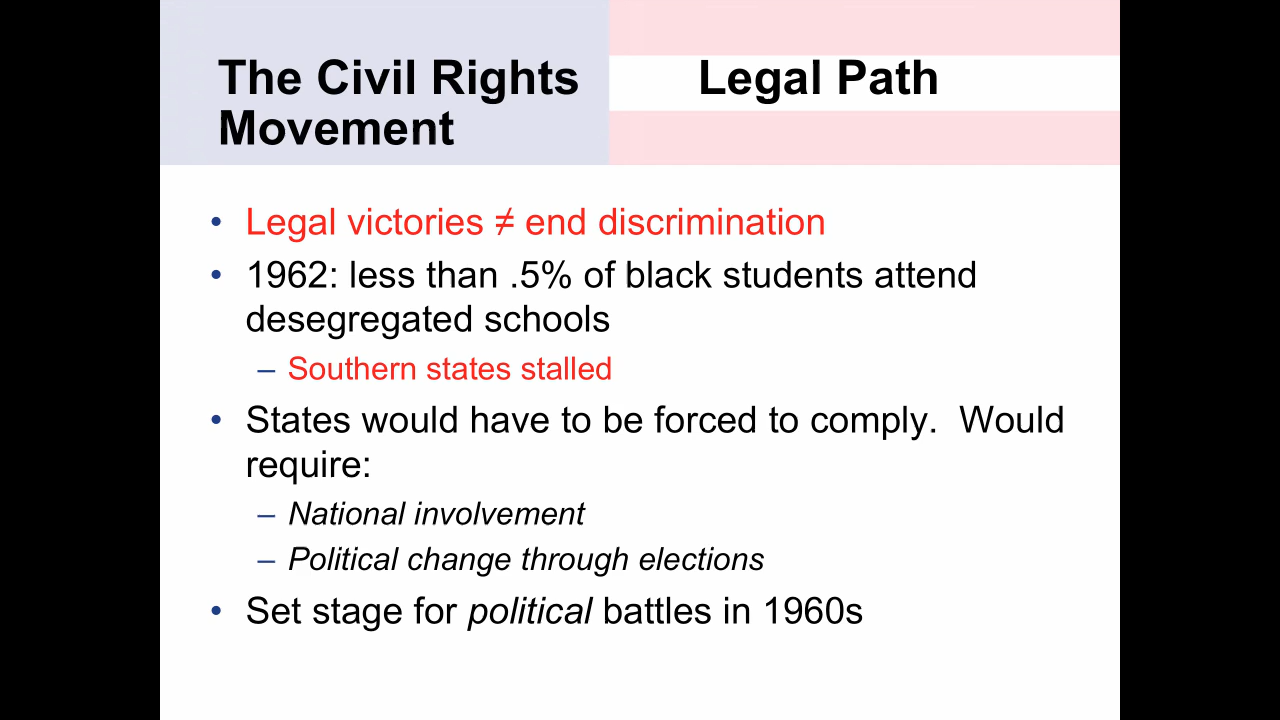 The Civil Rights
Movement
Legal Path
• Legal victories ≠ end discrimination
• 1962: less than .5% of black students attend
desegregated schools
– Southern states stalled
• States would have to be forced to comply.  Would
require:
– National involvement
– Political change through elections
• Set stage for political battles in 1960s